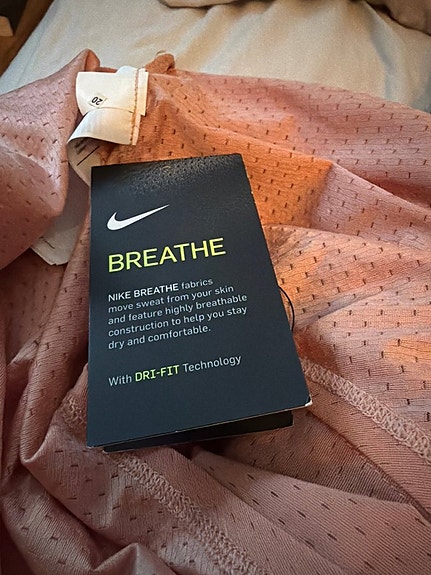 20
BREATHE
NIKE BREATHE fabrics
move sweat from your skin
and feature highly breathable
construction to help you stay
dry and comfortable.
With DRI-FIT Technology